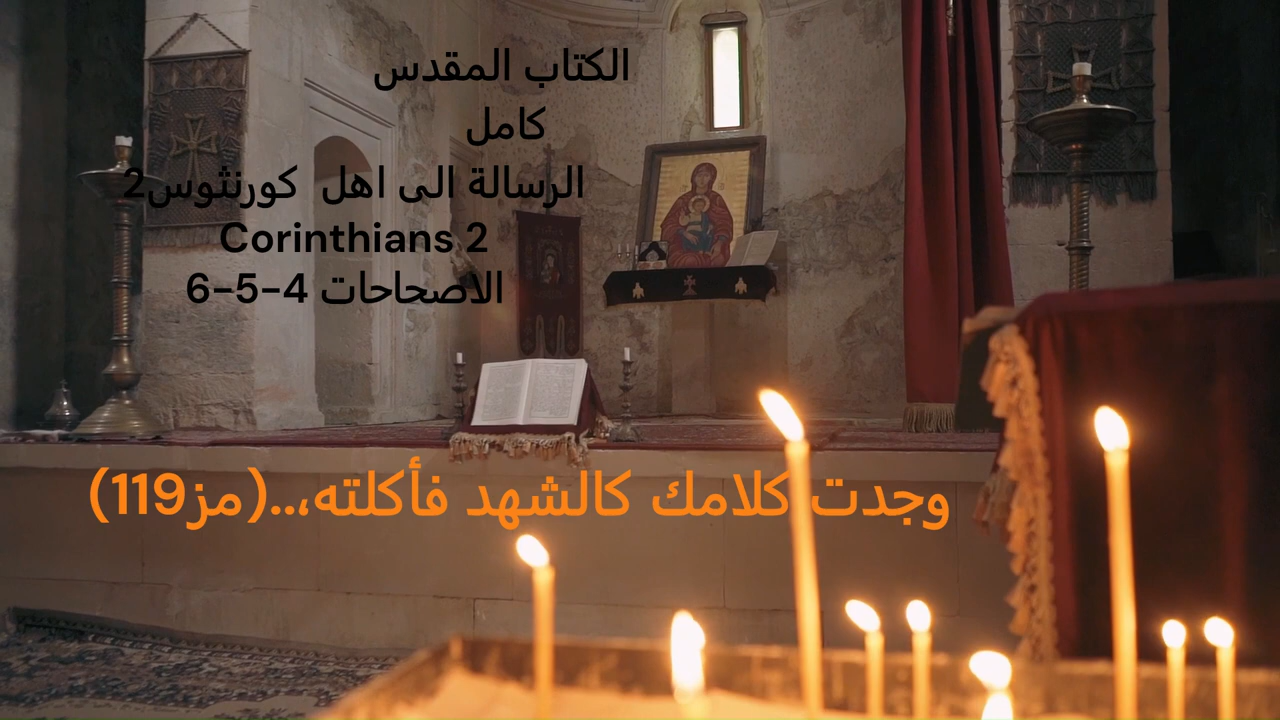 الكتاب المقدس
كامل
الرسالة الى اهل كورنثوس2
Corinthians 2
الاصحاحات 4-5-6
وجدت كلامك كالشهد فأكلته،..(مز119)